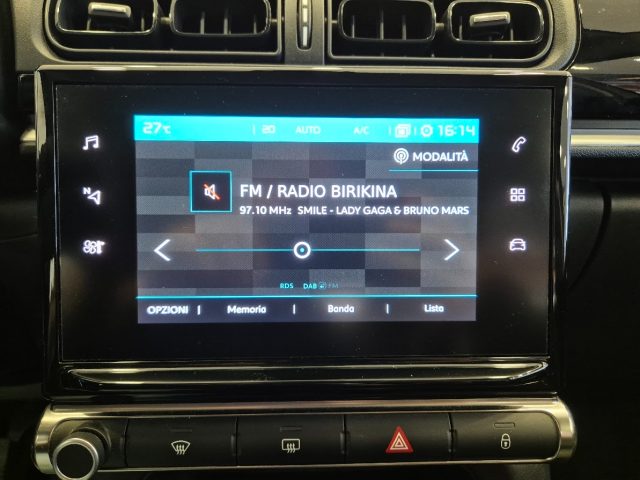 27°C | 20 AUTO A/C 16:14
MODALITÀ
FM / RADIO BIRIKINA
97.10 MHz SMILE - LADY GAGA & BRUNO MARS
N
RDS DAB FM
OPZIONI | Memoria | Banda | Lista